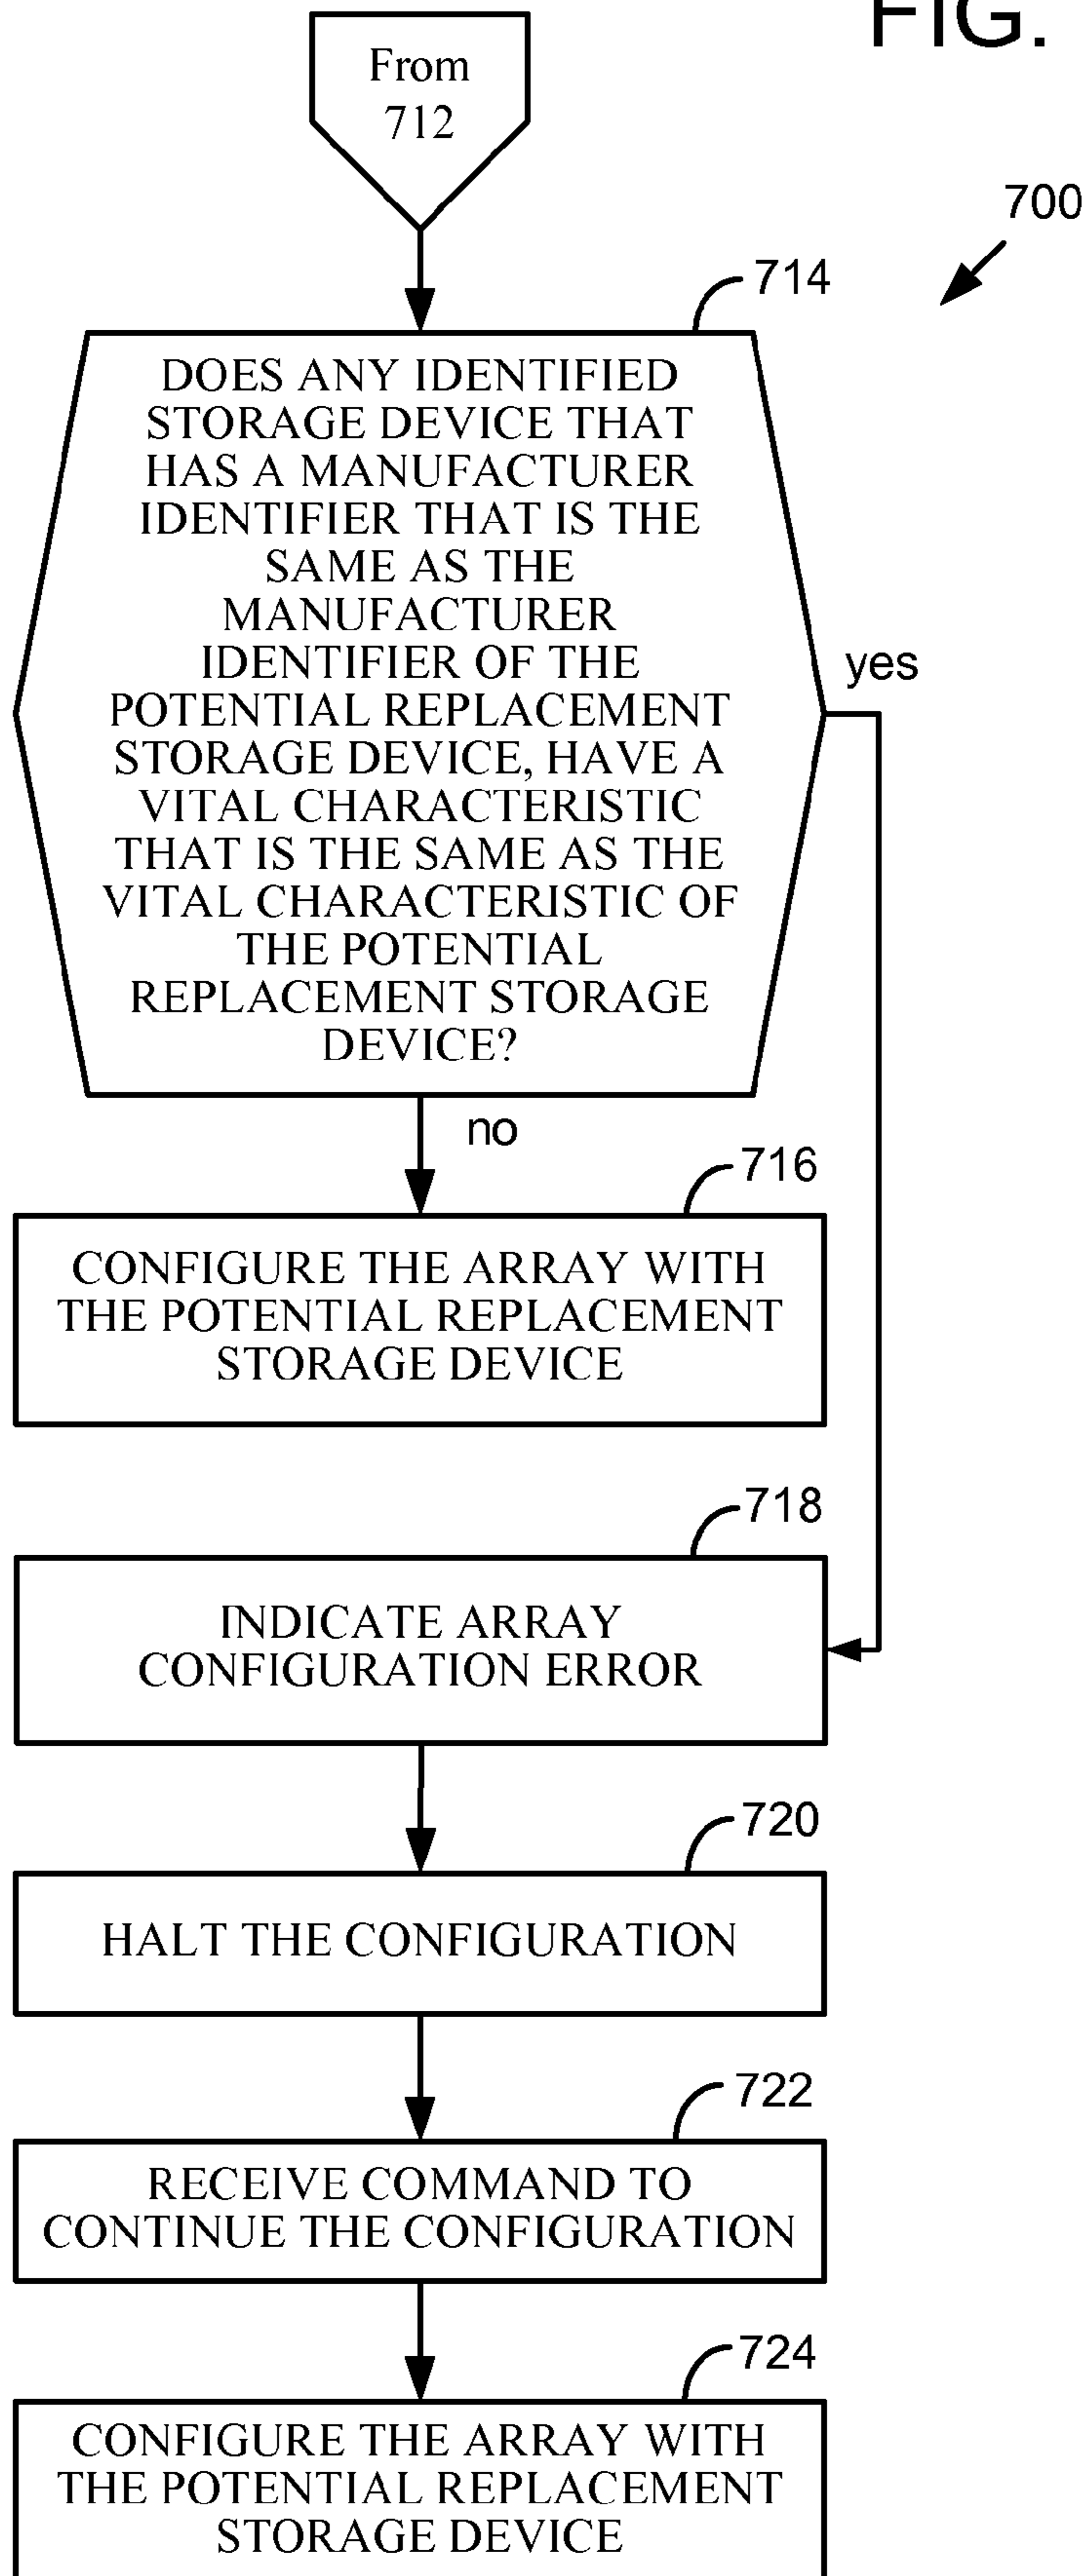 FIG.
From
712
700
714
DOES ANY IDENTIFIED
STORAGE DEVICE THAT
HAS A MANUFACTURER
IDENTIFIER THAT IS THE
SAME AS THE
MANUFACTURER
IDENTIFIER OF THE
POTENTIAL REPLACEMENT
STORAGE DEVICE, HAVE A
VITAL CHARACTERISTIC
THAT IS THE SAME AS THE
VITAL CHARACTERISTIC OF
THE POTENTIAL
REPLACEMENT STORAGE
DEVICE?
yes
no
716
CONFIGURE THE ARRAY WITH
THE POTENTIAL REPLACEMENT
STORAGE DEVICE
718
INDICATE ARRAY
CONFIGURATION ERROR
720
HALT THE CONFIGURATION
722
RECEIVE COMMAND TO
CONTINUE THE CONFIGURATION
724
CONFIGURE THE ARRAY WITH
THE POTENTIAL REPLACEMENT
STORAGE DEVICE